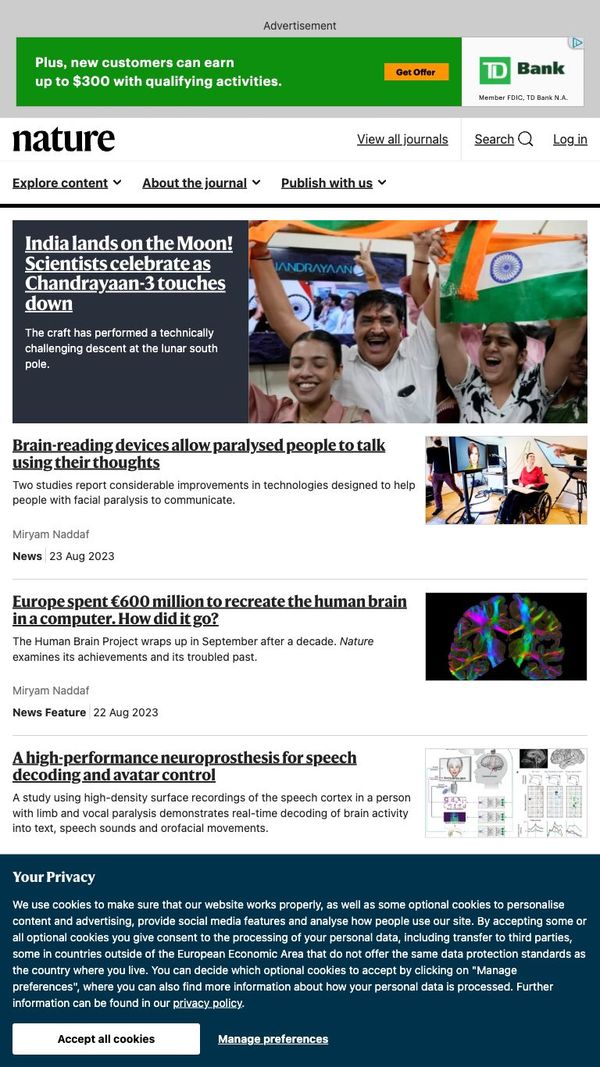 Advertisement
Plus, new customers can earn
up to $300 with qualifying activities.
Get Offer
TD Bank
Member FDIC, TD Bank N.A.
nature
View all journals
Search
Log in
Explore content
About the journal
Publish with us
India lands on the Moon!
Scientists celebrate as
Chandrayaan-3 touches
down
The craft has performed a technically
challenging descent at the lunar south
pole.
Brain-reading devices allow paralysed people to talk
using their thoughts
Two studies report considerable improvements in technologies designed to help
people with facial paralysis to communicate.
Miryam Naddaf
News 23 Aug 2023
Europe spent €600 million to recreate the human brain
in a computer. How did it go?
The Human Brain Project wraps up in September after a decade. Nature
examines its achievements and its troubled past.
Miryam Naddaf
News Feature 22 Aug 2023
A high-performance neuroprosthesis for speech
decoding and avatar control
A study using high-density surface recordings of the speech cortex in a person
with limb and vocal paralysis demonstrates real-time decoding of brain activity
into text, speech sounds and orofacial movements.
Your Privacy
We use cookies to make sure that our website works properly, as well as some optional cookies to personalise
content and advertising, provide social media features and analyse how people use our site. By accepting some or
all optional cookies you give consent to the processing of your personal data, including transfer to third parties,
some in countries outside of the European Economic Area that do not offer the same data protection standards as
the country where you live. You can decide which optional cookies to accept by clicking on "Manage
preferences", where you can also find more information about how your personal data is processed. Further
information can be found in our privacy policy.
Accept all cookies
Manage preferences